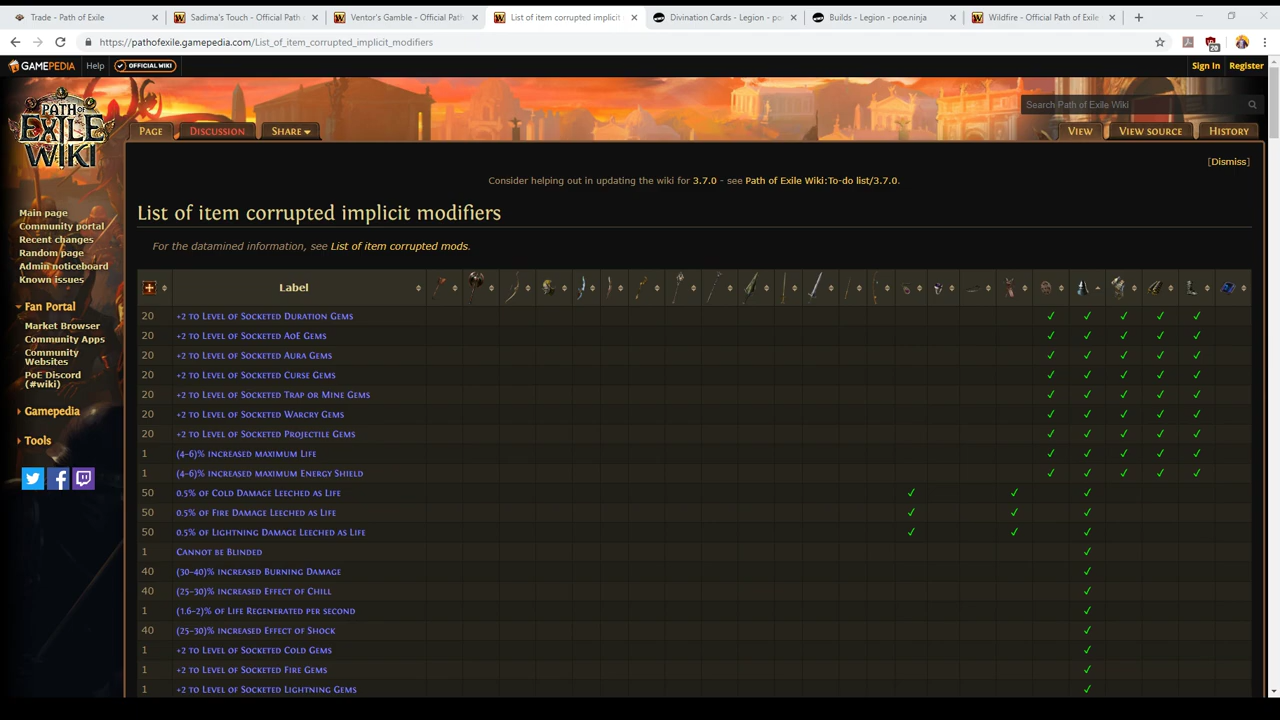 Trade - Path of Exile
Sadima's Touch - Official Path
Ventor's Gamble - Official Path
List of item corrupted implicit
Divination Cards - Legion - poe
Builds - Legion - poe.ninja
Wildfire - Official Path of Exile
https://pathofexile.gamepedia.com/List_of_item_corrupted_implicit_modifiers
20
GAMEPEDIA
Help
OFFICIAL WIKI
Sign In
Register
PATH OF EXILE WIKI
Search Path of Exile Wiki
PAGE
DISCUSSION
SHARE
VIEW
VIEW SOURCE
HISTORY
[Dismiss]
Consider helping out in updating the wiki for 3.7.0 - see Path of Exile Wiki:To-do list/3.7.0.
List of item corrupted implicit modifiers
For the datamined information, see List of item corrupted mods.
Main page
Community portal
Recent changes
Random page
Admin noticeboard
Known issues
Fan Portal
Market Browser
Community Apps
Community
Websites
PoE Discord
(#wiki)
Gamepedia
Tools
Label
20 +2 to Level of Socketed Duration Gems
20 +2 to Level of Socketed AoE Gems
20 +2 to Level of Socketed Aura Gems
20 +2 to Level of Socketed Curse Gems
20 +2 to Level of Socketed Trap or Mine Gems
20 +2 to Level of Socketed Warcry Gems
20 +2 to Level of Socketed Projectile Gems
1 (4–6)% increased maximum Life
1 (4–6)% increased maximum Energy Shield
50 0.5% of Cold Damage Leeched as Life
50 0.5% of Fire Damage Leeched as Life
50 0.5% of Lightning Damage Leeched as Life
1 Cannot be Blinded
40 (30–40)% increased Burning Damage
40 (25–30)% increased Effect of Chill
1 (1.6–2)% of Life Regenerated per second
40 (25–30)% increased Effect of Shock
1 +2 to Level of Socketed Cold Gems
1 +2 to Level of Socketed Fire Gems
1 +2 to Level of Socketed Lightning Gems